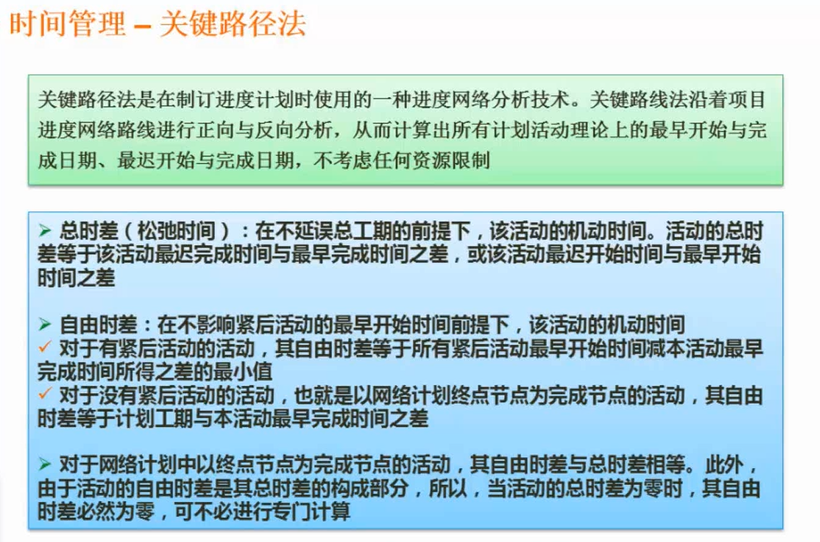 时间管理 – 关键路径法
关键路径法是在制订进度计划时使用的一种进度网络分析技术。关键路线法沿着项目
进度网络路线进行正向与反向分析，从而计算出所有计划活动理论上的最早开始与完
成日期、最迟开始与完成日期，不考虑任何资源限制
➢ 总时差（松弛时间）：在不延误总工期的前提下，该活动的机动时间。活动的总时
差等于该活动最迟完成时间与最早完成时间之差，或该活动最迟开始时间与最早开始
时间之差
➢ 自由时差：在不影响紧后活动的最早开始时间前提下，该活动的机动时间
✓ 对于有紧后活动的活动，其自由时差等于所有紧后活动最早开始时间减本活动最早
完成时间所得之差的最小值
✓ 对于没有紧后活动的活动，也就是以网络计划终点节点为完成节点的活动，其自由
时差等于计划工期与本活动最早完成时间之差
➢ 对于网络计划中以终点节点为完成节点的活动，其自由时差与总时差相等。此外，
由于活动的自由时差是其总时差的构成部分，所以，当活动的总时差为零时，其自由
时差必然为零，可不必进行专门计算